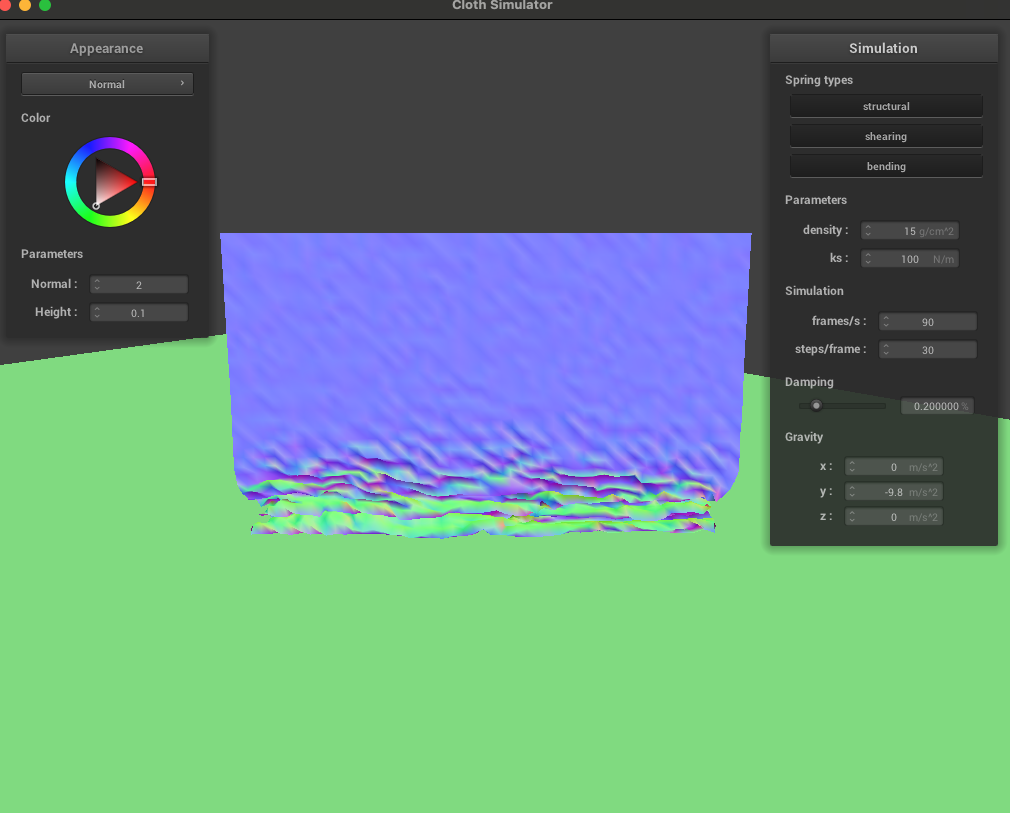 Cloth Simulator
Appearance
Normal
Color
Parameters
Normal : 2
Height : 0.1
Simulation
Spring types
structural
shearing
bending
Parameters
density : 15 g/cm^2
ks : 100 N/m
Simulation
frames/s : 90
steps/frame : 30
Damping
0.200000 %
Gravity
x : 0 m/s^2
y : -9.8 m/s^2
z : 0 m/s^2